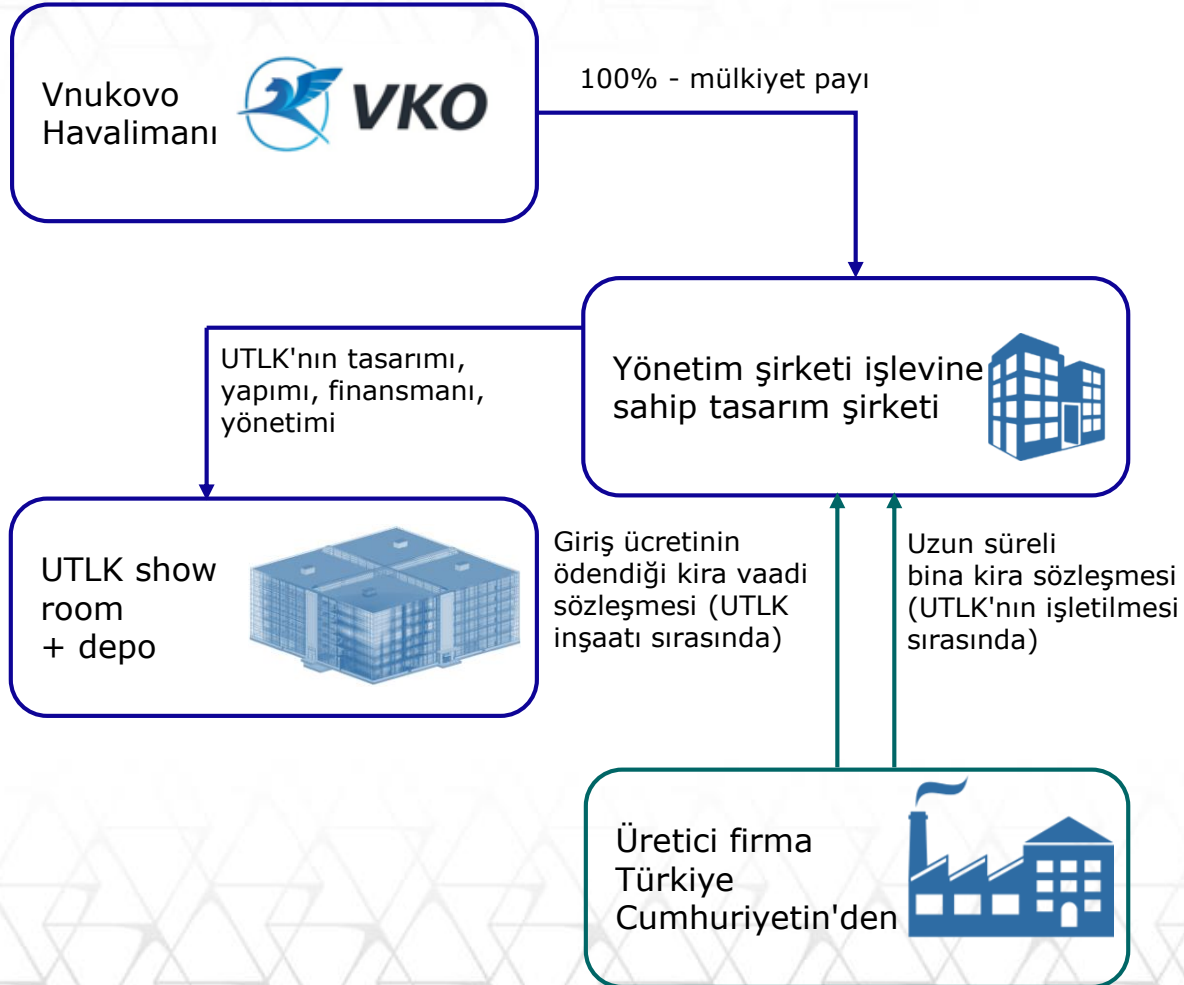 Vnukovo
Havalimanı
VKO
100% - mülkiyet payı
UTLK'nın tasarımı,
yapımı, finansmanı,
yönetimi
Yönetim şirketi işlevine
sahip tasarım şirketi
UTLK show
room
+ depo
Giriş ücretinin
ödendiği kira vaadi
sözleşmesi (UTLK
inşaatı sırasında)
Uzun süreli
bina kira sözleşmesi
(UTLK'nın işletilmesi
sırasında)
Üretici firma
Türkiye
Cumhuriyetin'den